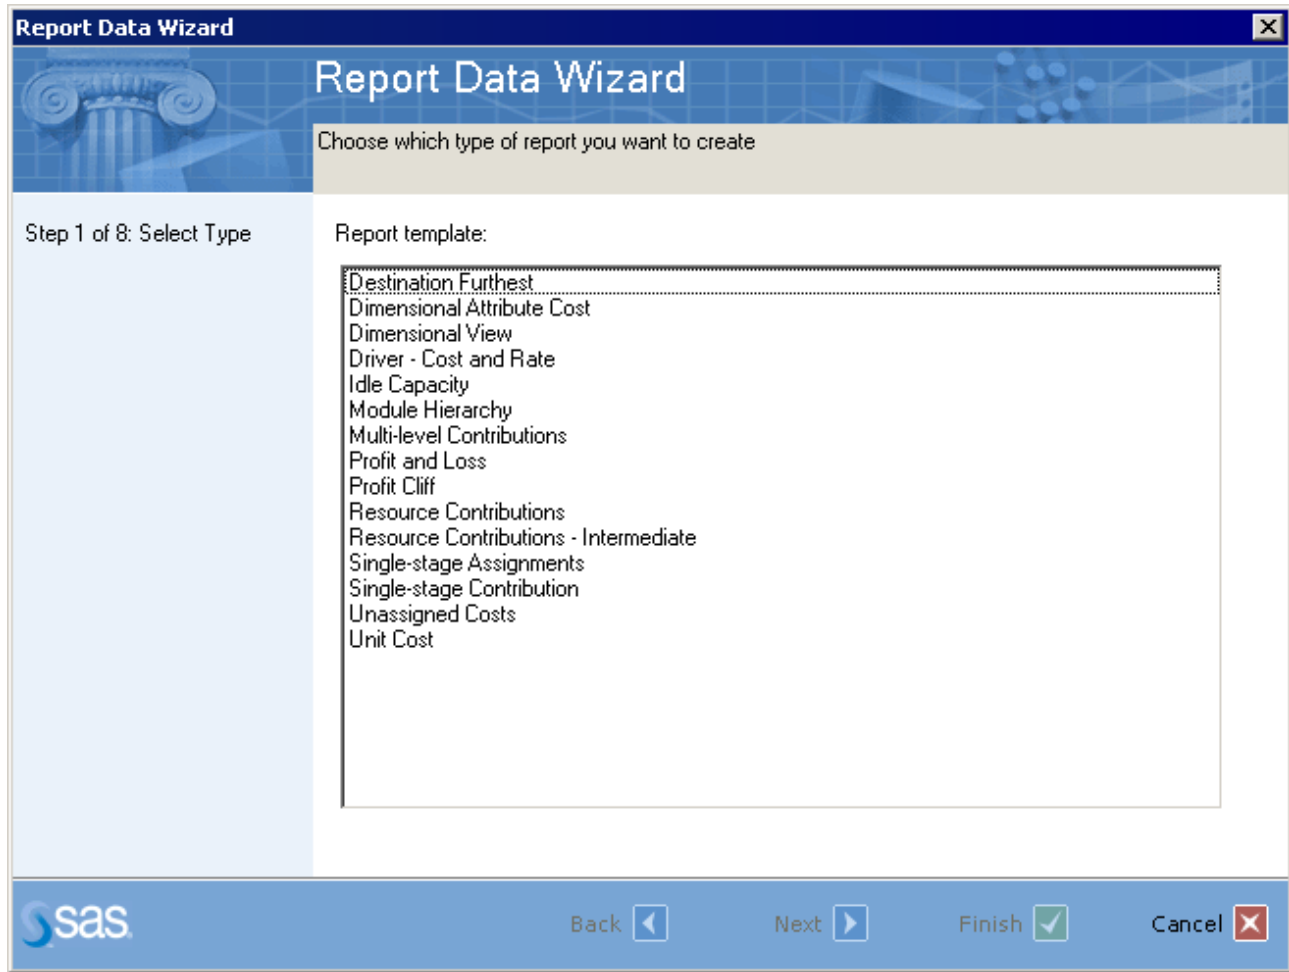 Report Data Wizard
Report Data Wizard
Choose which type of report you want to create
Step 1 of 8: Select Type
Report template:
Destination Furthest
Dimensional Attribute Cost
Dimensional View
Driver - Cost and Rate
Idle Capacity
Module Hierarchy
Multi-level Contributions
Profit and Loss
Profit Cliff
Resource Contributions
Resource Contributions - Intermediate
Single-stage Assignments
Single-stage Contribution
Unassigned Costs
Unit Cost
sas.
Back Next Finish Cancel